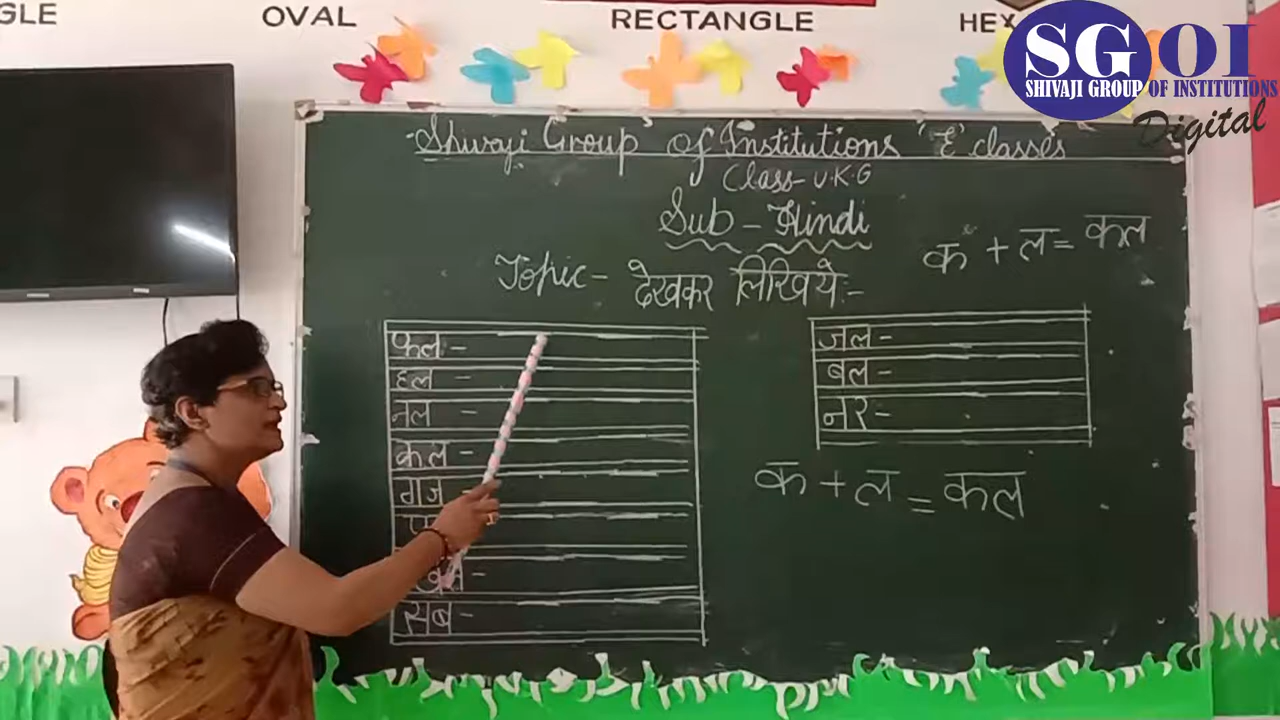 GLE OVAL RECTANGLE HEX
SGOI
SHIVAJI GROUP OF INSTITUTIONS
Digital
Shivaji Group of Institutions 'E' classes
Class- U.K.G
Sub - Hindi
क + ल = कल
Topic - देखकर लिखिये:-
फल:-
हल -
नल -
कल -
गज -
सब -
जल -
बल -
नर -
क + ल = कल